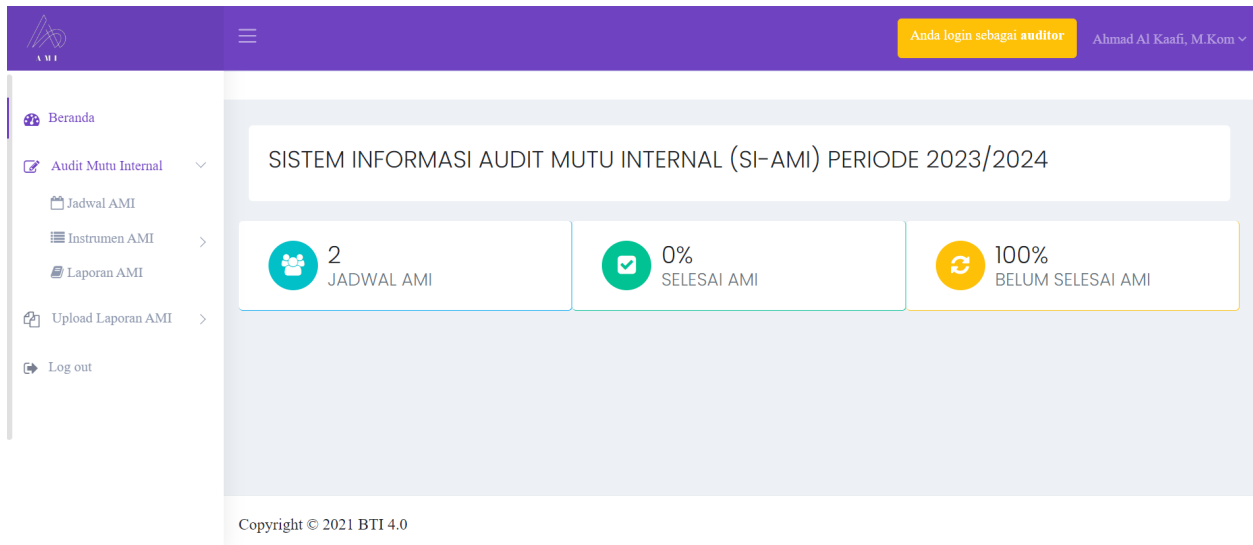 AMI
Anda login sebagai auditor
Ahmad Al Kaafi, M.Kom
Beranda
Audit Mutu Internal
Jadwal AMI
Instrumen AMI
Laporan AMI
Upload Laporan AMI
Log out
SISTEM INFORMASI AUDIT MUTU INTERNAL (SI-AMI) PERIODE 2023/2024
2
JADWAL AMI
0%
SELESAI AMI
100%
BELUM SELESAI AMI
Copyright © 2021 BTI 4.0